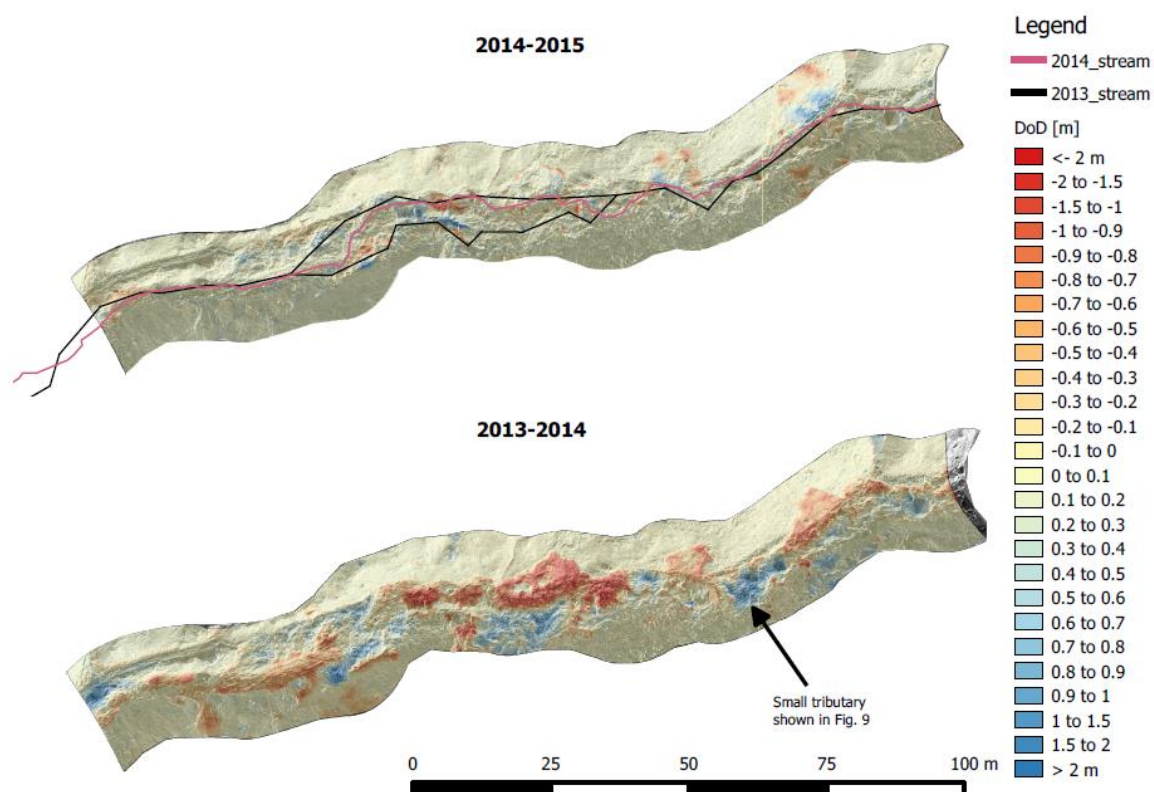 2014-2015
2013-2014
Small tributary
shown in Fig. 9
0 25 50 75 100 m
Legend
2014_stream
2013_stream
DoD [m]
<- 2 m
-2 to -1.5
-1.5 to -1
-1 to -0.9
-0.9 to -0.8
-0.8 to -0.7
-0.7 to -0.6
-0.6 to -0.5
-0.5 to -0.4
-0.4 to -0.3
-0.3 to -0.2
-0.2 to -0.1
-0.1 to 0
0 to 0.1
0.1 to 0.2
0.2 to 0.3
0.3 to 0.4
0.4 to 0.5
0.5 to 0.6
0.6 to 0.7
0.7 to 0.8
0.8 to 0.9
0.9 to 1
1 to 1.5
1.5 to 2
> 2 m